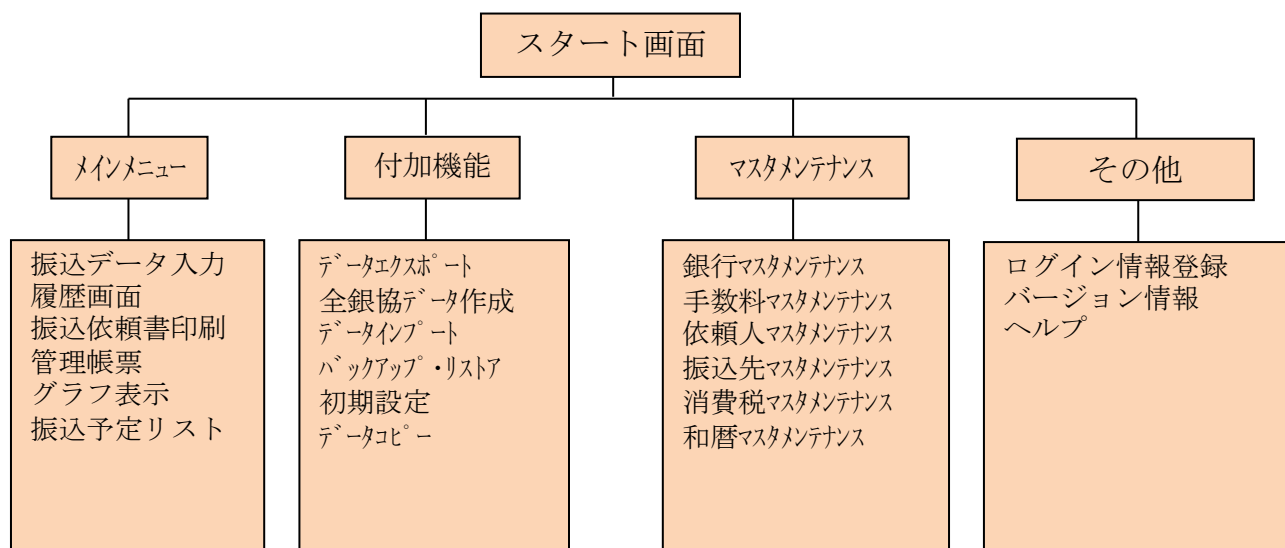 スタート画面
メインメニュー
付加機能
マスタメンテナンス
その他
振込データ入力
履歴画面
振込依頼書印刷
管理帳票
グラフ表示
振込予定リスト
ﾃﾞｰﾀｴｸｽﾎﾟｰﾄ
全銀協ﾃﾞｰﾀ作成
ﾃﾞｰﾀｲﾝﾎﾟｰﾄ
ﾊﾞｯｸｱｯﾌﾟ・ﾘｽﾄｱ
初期設定
ﾃﾞｰﾀｺﾋﾟｰ
銀行ﾏｽﾀﾒﾝﾃﾅﾝｽ
手数料ﾏｽﾀﾒﾝﾃﾅﾝｽ
依頼人ﾏｽﾀﾒﾝﾃﾅﾝｽ
振込先ﾏｽﾀﾒﾝﾃﾅﾝｽ
消費税ﾏｽﾀﾒﾝﾃﾅﾝｽ
和暦ﾏｽﾀﾒﾝﾃﾅﾝｽ
ログイン情報登録
バージョン情報
ヘルプ